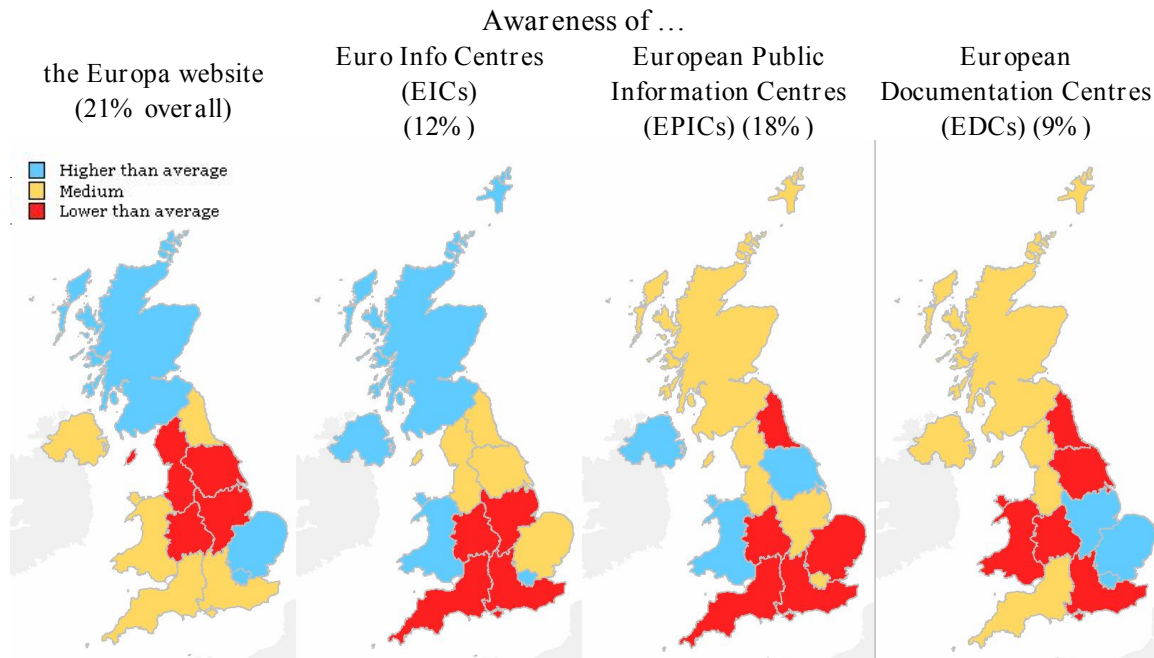 Awareness of …
the Europa website
(21% overall)
Euro Info Centres
(EICs)
(12%)
European Public
Information Centres
(EPICs) (18%)
European
Documentation Centres
(EDCs) (9%)
Higher than average
Medium
Lower than average